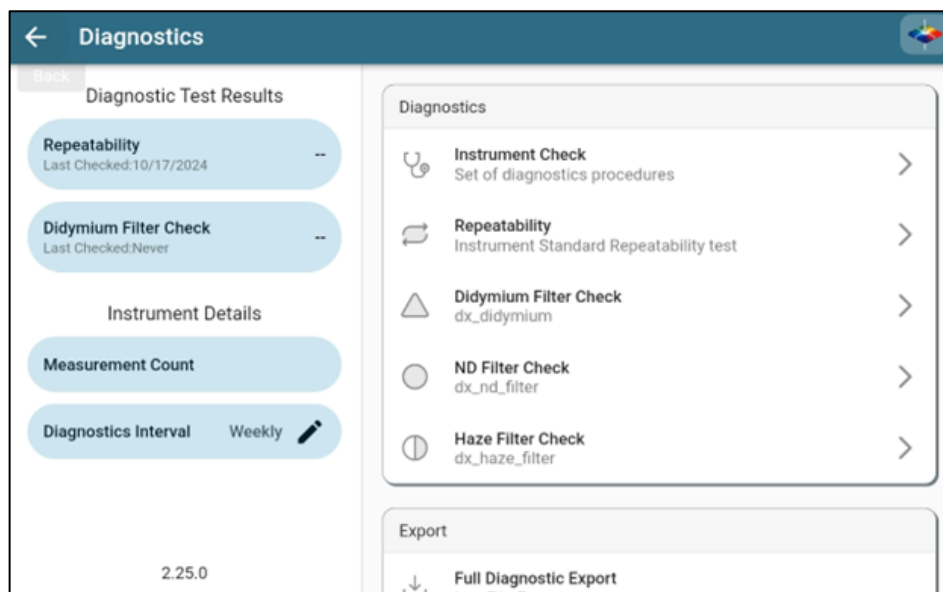 Diagnostics
Back
Diagnostic Test Results
Repeatability
Last Checked:10/17/2024
--
Didymium Filter Check
Last Checked:Never
--
Instrument Details
Measurement Count
Diagnostics Interval Weekly
2.25.0
Diagnostics
Instrument Check
Set of diagnostics procedures
Repeatability
Instrument Standard Repeatability test
Didymium Filter Check
dx_didymium
ND Filter Check
dx_nd_filter
Haze Filter Check
dx_haze_filter
Export
Full Diagnostic Export